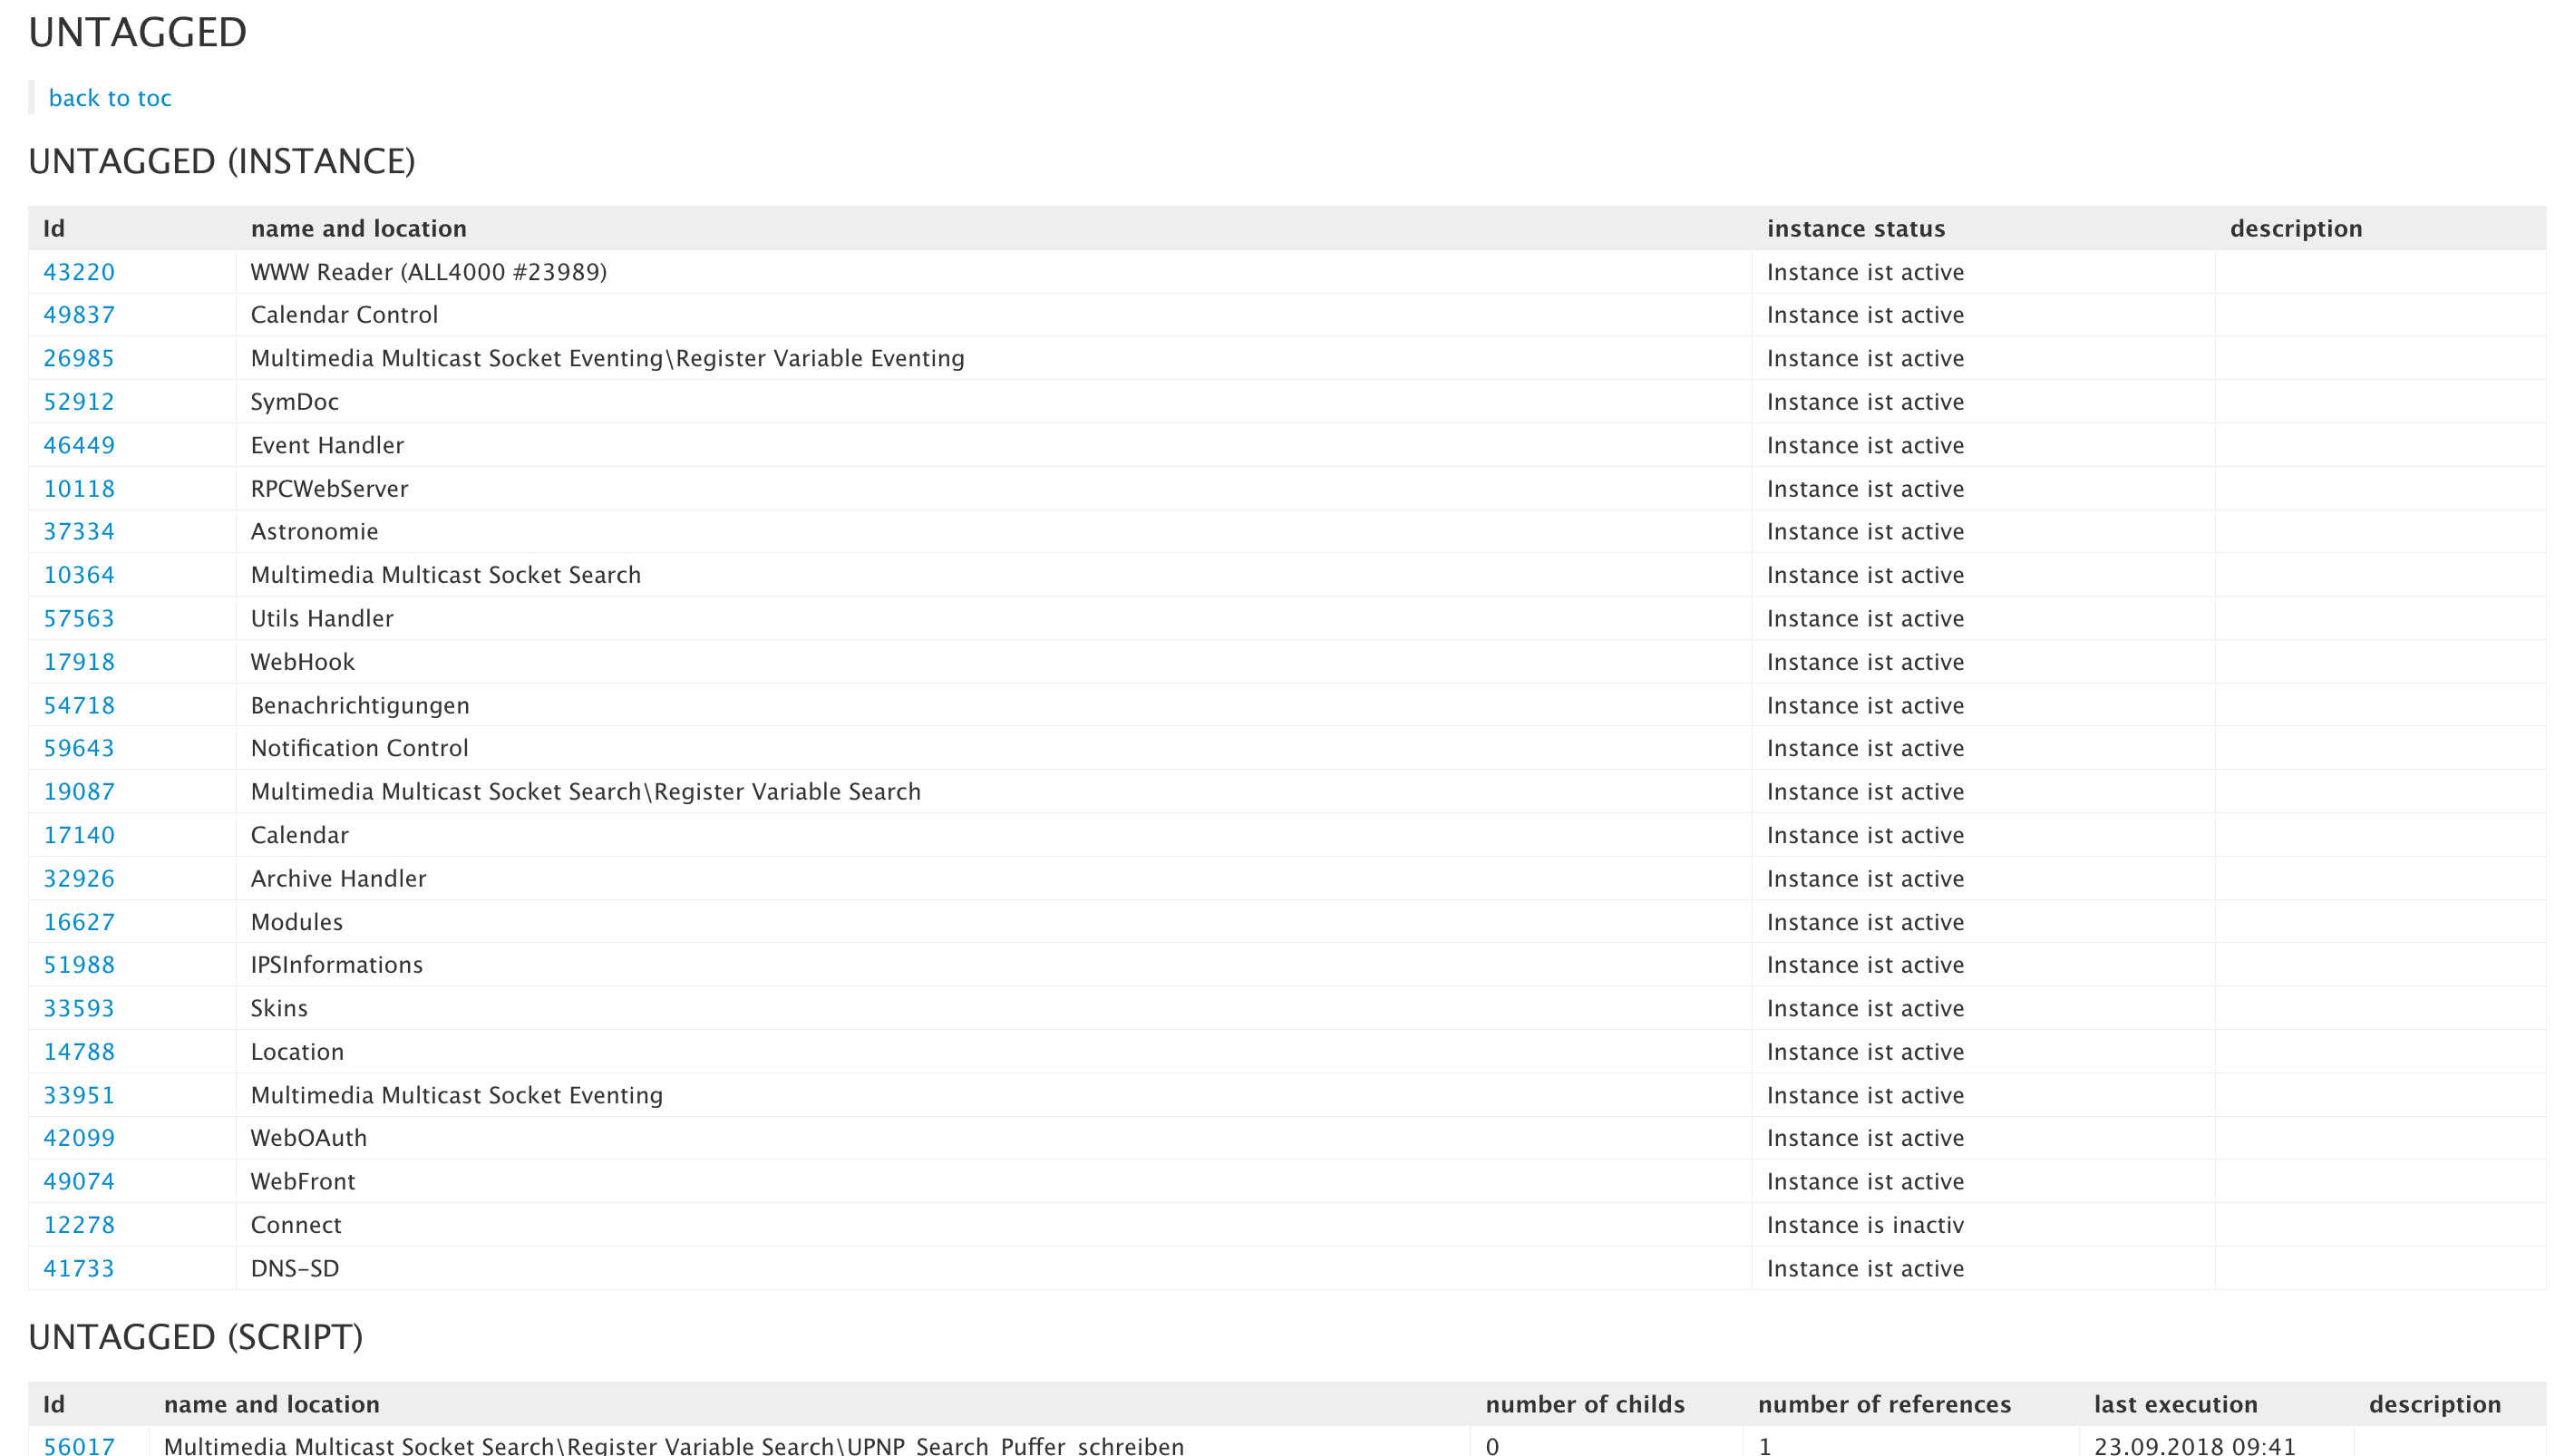 UNTAGGED
back to toc
UNTAGGED (INSTANCE)
Id name and location instance status description
43220 WWW Reader (ALL4000 #23989) Instance ist active
49837 Calendar Control Instance ist active
26985 Multimedia Multicast Socket Eventing\Register Variable Eventing Instance ist active
52912 SymDoc Instance ist active
46449 Event Handler Instance ist active
10118 RPCWebServer Instance ist active
37334 Astronomie Instance ist active
10364 Multimedia Multicast Socket Search Instance ist active
57563 Utils Handler Instance ist active
17918 WebHook Instance ist active
54718 Benachrichtigungen Instance ist active
59643 Notification Control Instance ist active
19087 Multimedia Multicast Socket Search\Register Variable Search Instance ist active
17140 Calendar Instance ist active
32926 Archive Handler Instance ist active
16627 Modules Instance ist active
51988 IPSInformations Instance ist active
33593 Skins Instance ist active
14788 Location Instance ist active
33951 Multimedia Multicast Socket Eventing Instance ist active
42099 WebOAuth Instance ist active
49074 WebFront Instance ist active
12278 Connect Instance is inactiv
41733 DNS-SD Instance ist active
UNTAGGED (SCRIPT)
Id name and location number of childs number of references last execution description
56017 Multimedia Multicast Socket Search\Register Variable Search\UPNP_Search_Puffer_schreiben 0 1 23.09.2018 09:41